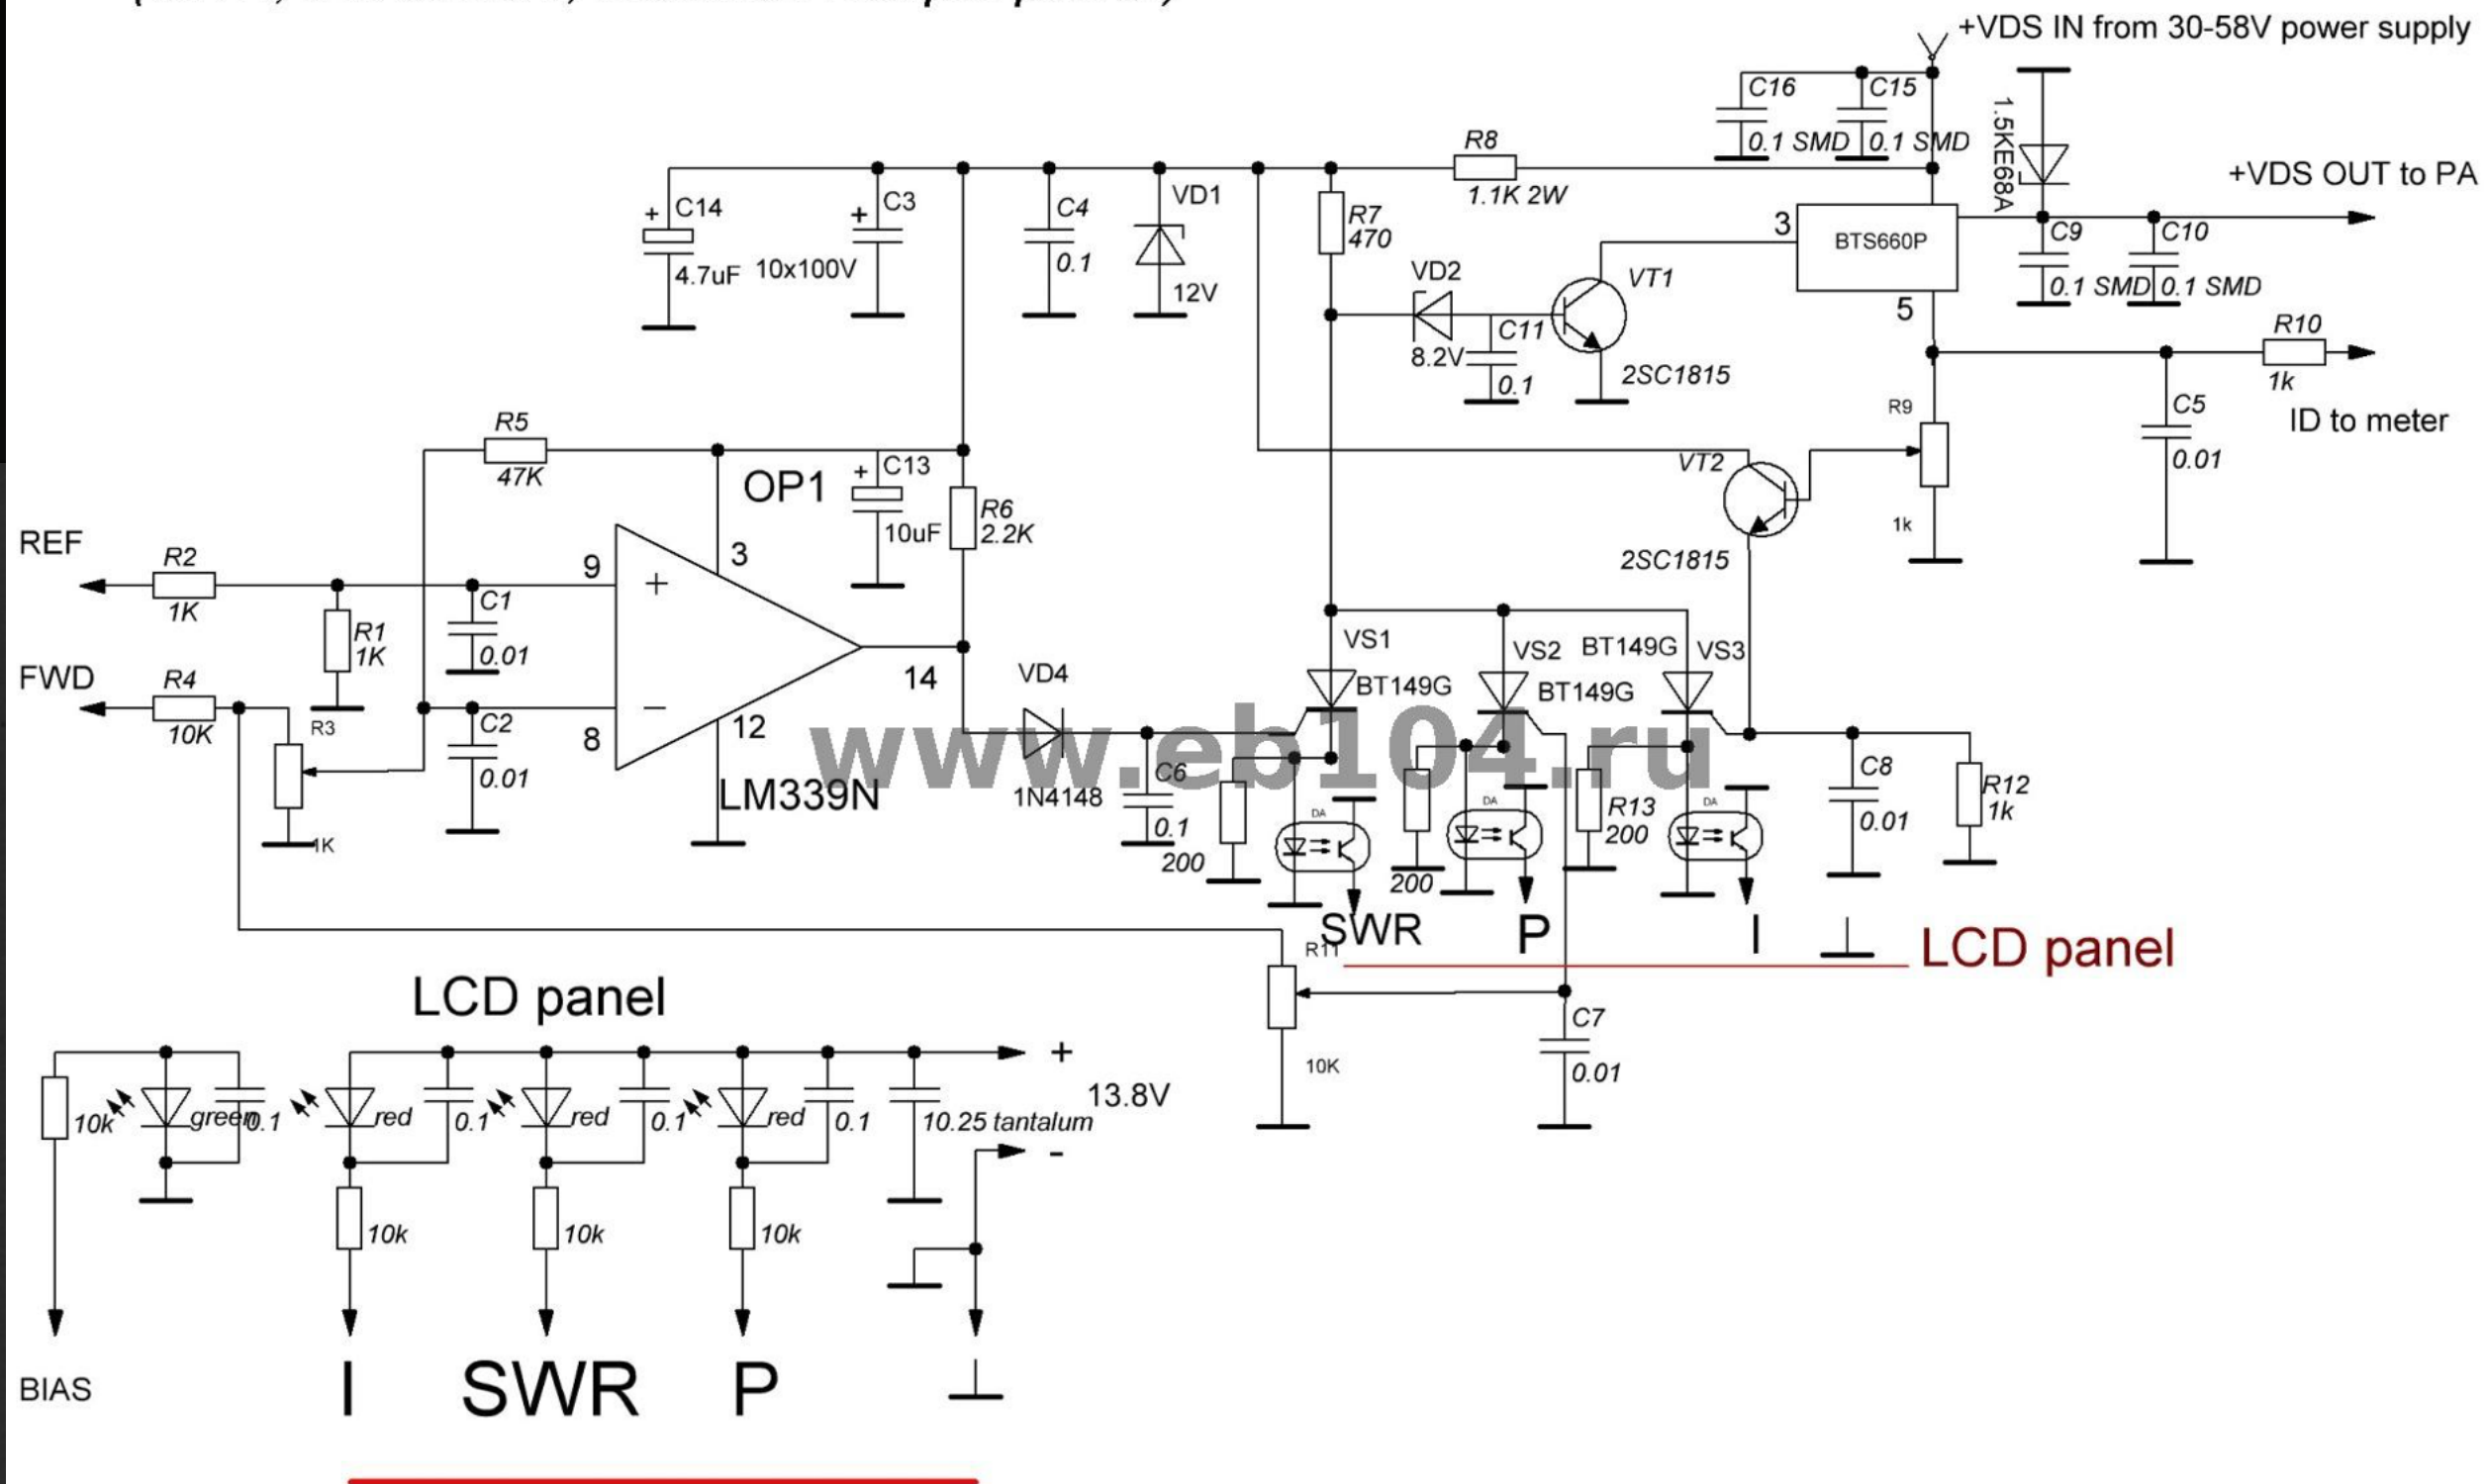 +VDS IN from 30-58V power supply
C16
C15
0.1 SMD
0.1 SMD
1.5KE68A
R8
1.1K 2W
+VDS OUT to PA
C14
4.7uF
+
C3
+
10x100V
C4
0.1
VD1
12V
R7
470
3
BTS660P
5
C9
0.1 SMD
C10
0.1 SMD
VD2
8.2V
C11
0.1
VT1
2SC1815
R10
1k
ID to meter
R9
1k
C5
0.01
VT2
2SC1815
R5
47K
OP1
+
C13
10uF
R6
2.2K
REF
R2
1K
R1
1K
C1
0.01
9
+
3
FWD
R4
10K
R3
1K
C2
0.01
8
−
12
14
LM339N
VD4
1N4148
C6
0.1
200
VS1
BT149G
VS2
BT149G
BT149G
VS3
www.eb104.ru
DA
DA
DA
200
R13
200
C8
0.01
R12
1k
SWR
P
I
LCD panel
R11
10K
C7
0.01
LCD panel
10k
green
0.1
red
0.1
red
0.1
red
0.1
10.25 tantalum
+
13.8V
-
10k
10k
10k
BIAS
I
SWR
P